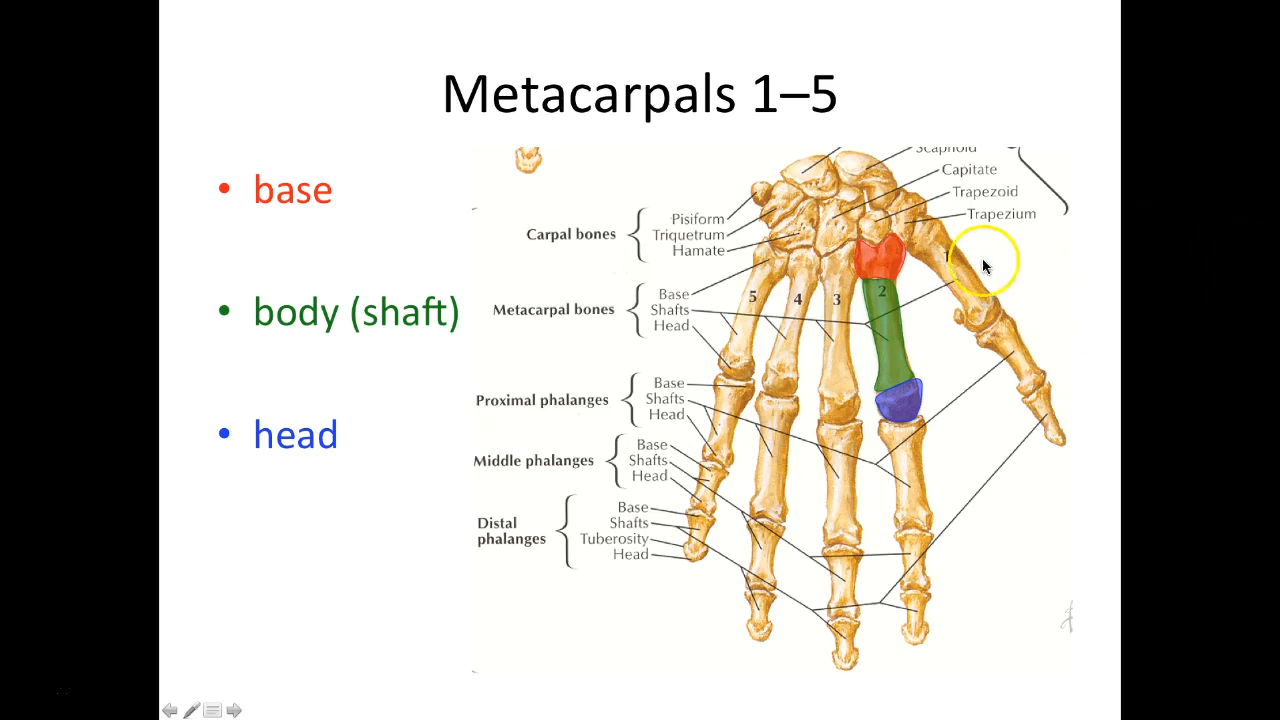 Metacarpals 1–5
• base
• body (shaft)
• head
Scaphoid
Capitate
Trapezoid
Trapezium
Carpal bones
Pisiform
Triquetrum
Hamate
Metacarpal bones
Base
Shafts
Head
5 4 3 2
Proximal phalanges
Base
Shafts
Head
Middle phalanges
Base
Shafts
Head
Distal
phalanges
Base
Shafts
Tuberosity
Head